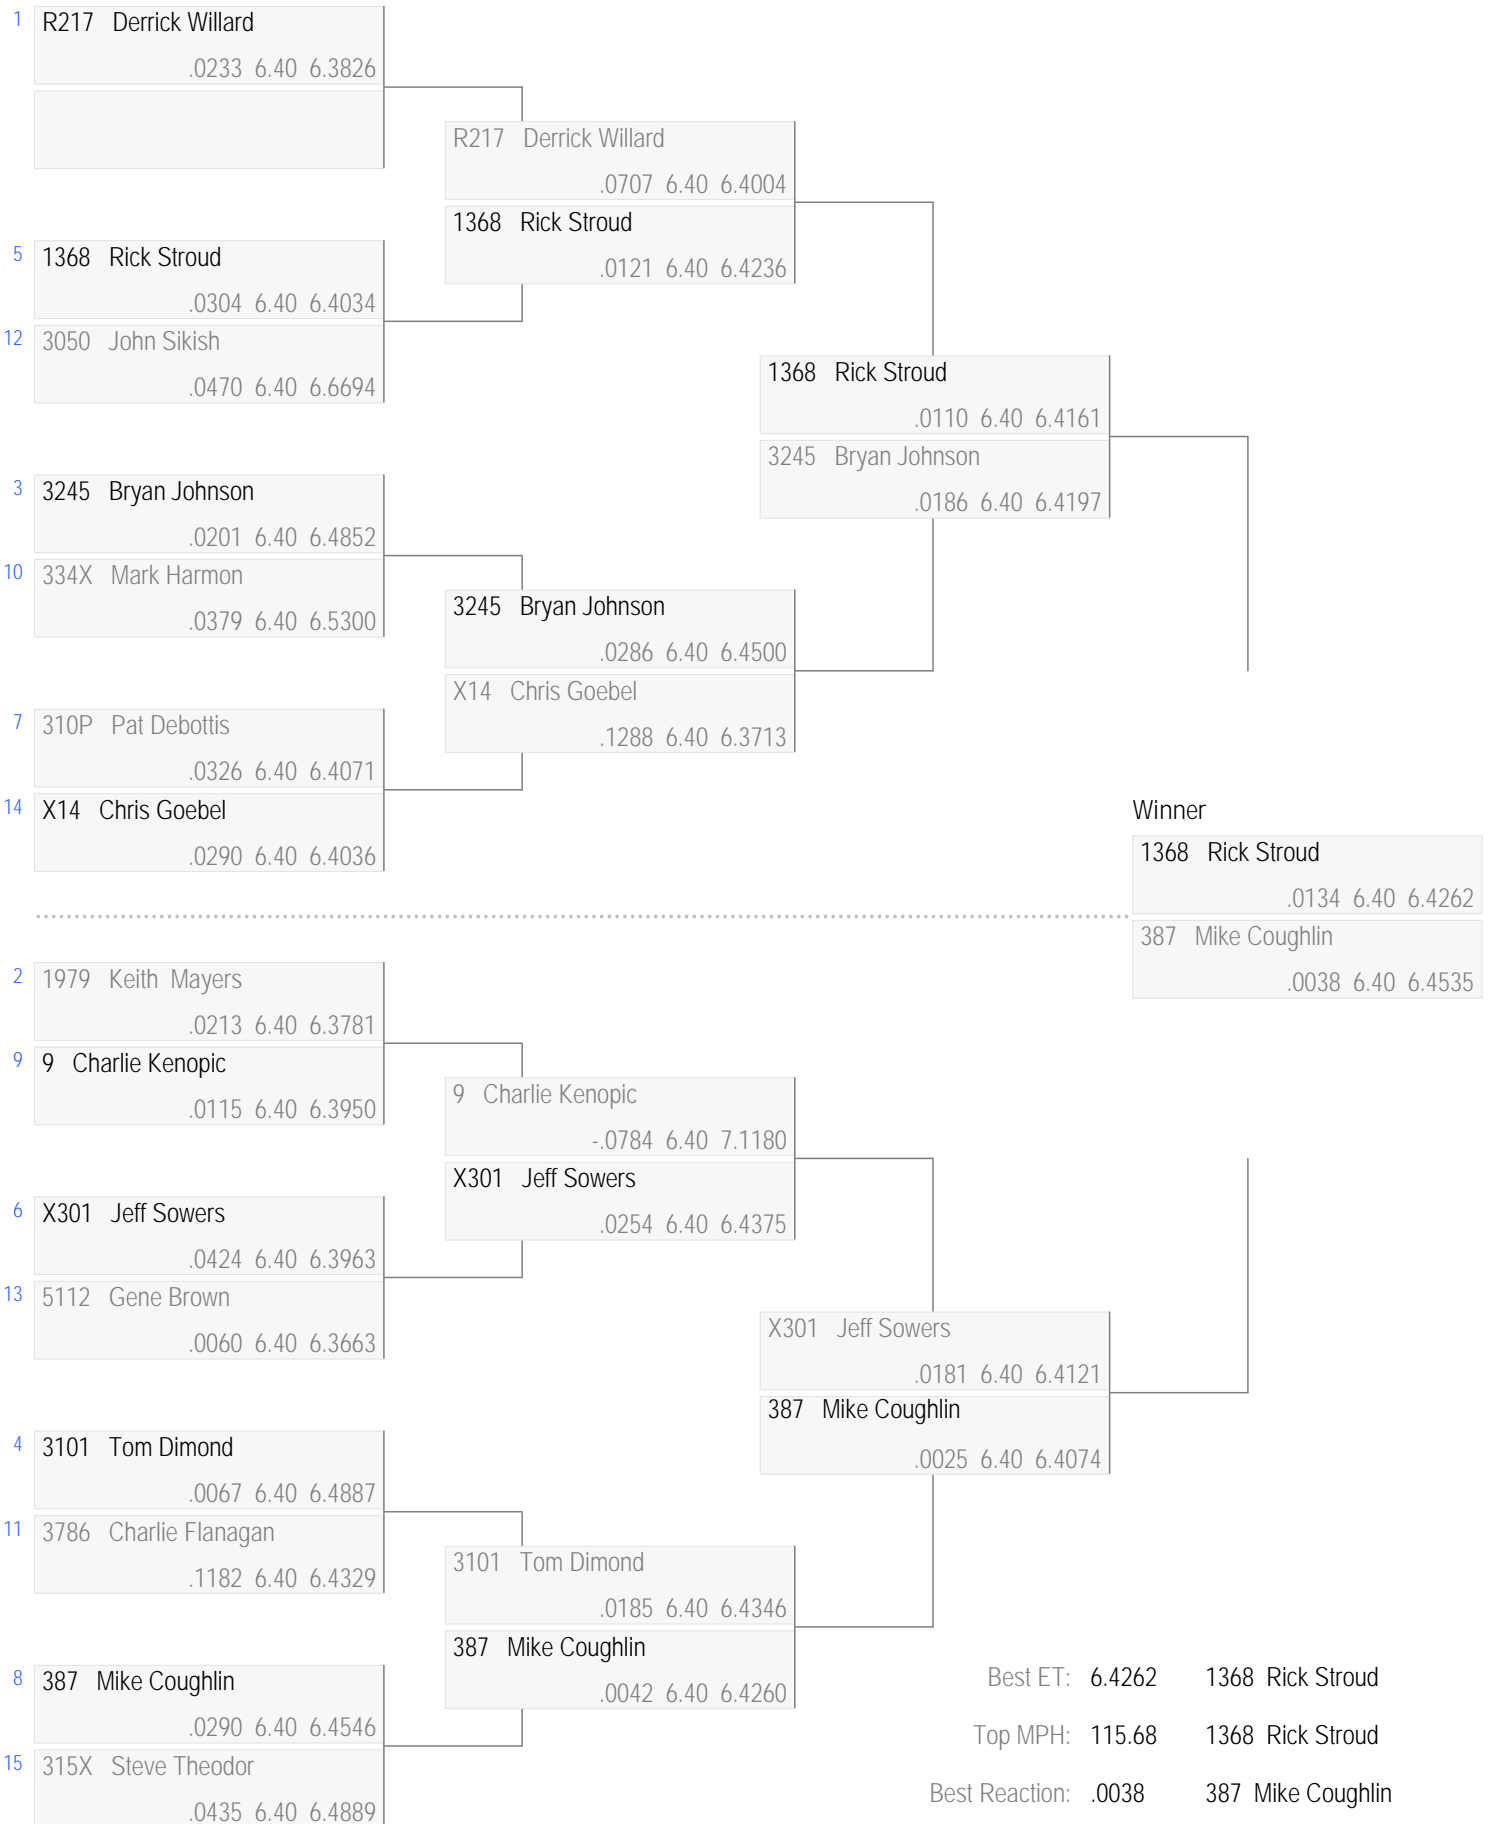 1 R217 Derrick Willard
.0233 6.40 6.3826
R217 Derrick Willard
.0707 6.40 6.4004
1368 Rick Stroud
.0121 6.40 6.4236
5 1368 Rick Stroud
.0304 6.40 6.4034
12 3050 John Sikish
.0470 6.40 6.6694
1368 Rick Stroud
.0110 6.40 6.4161
3245 Bryan Johnson
.0186 6.40 6.4197
3 3245 Bryan Johnson
.0201 6.40 6.4852
10 334X Mark Harmon
.0379 6.40 6.5300
3245 Bryan Johnson
.0286 6.40 6.4500
X14 Chris Goebel
.1288 6.40 6.3713
7 310P Pat Debottis
.0326 6.40 6.4071
14 X14 Chris Goebel
.0290 6.40 6.4036
Winner
1368 Rick Stroud
.0134 6.40 6.4262
387 Mike Coughlin
.0038 6.40 6.4535
2 1979 Keith Mayers
.0213 6.40 6.3781
9 9 Charlie Kenopic
.0115 6.40 6.3950
9 Charlie Kenopic
-.0784 6.40 7.1180
X301 Jeff Sowers
.0254 6.40 6.4375
6 X301 Jeff Sowers
.0424 6.40 6.3963
13 5112 Gene Brown
.0060 6.40 6.3663
X301 Jeff Sowers
.0181 6.40 6.4121
387 Mike Coughlin
.0025 6.40 6.4074
4 3101 Tom Dimond
.0067 6.40 6.4887
11 3786 Charlie Flanagan
.1182 6.40 6.4329
3101 Tom Dimond
.0185 6.40 6.4346
387 Mike Coughlin
.0042 6.40 6.4260
8 387 Mike Coughlin
.0290 6.40 6.4546
15 315X Steve Theodor
.0435 6.40 6.4889
Best ET: 6.4262 1368 Rick Stroud
Top MPH: 115.68 1368 Rick Stroud
Best Reaction: .0038 387 Mike Coughlin